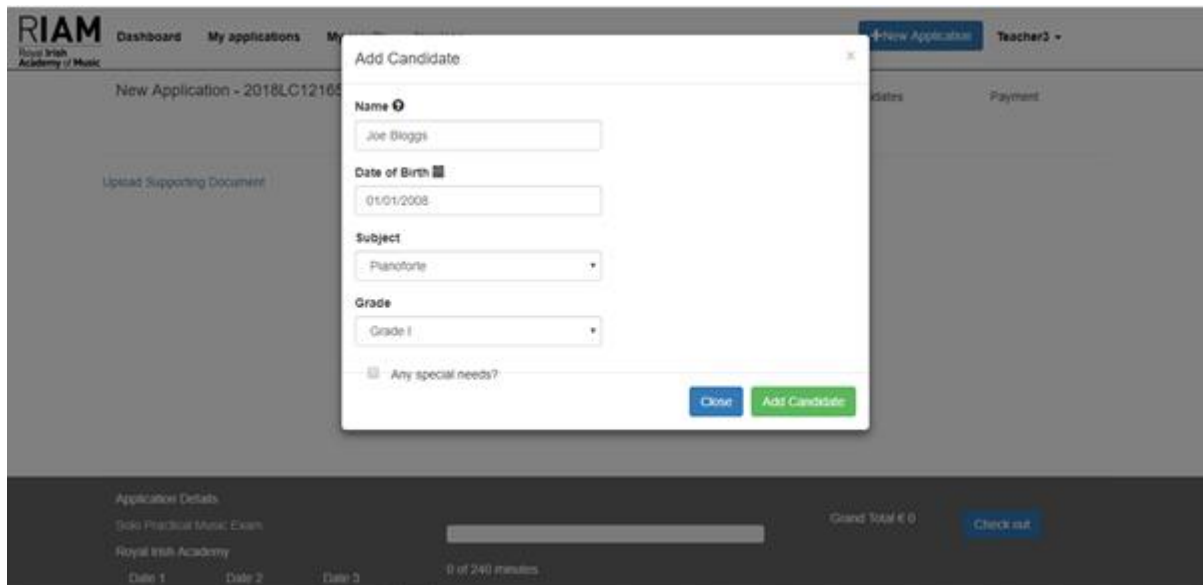 RIAM
Royal Irish
Academy of Music
Dashboard My applications
+New Application Teacher3
New Application - 2018LC12165
Payment
Upload Supporting Document
Add Candidate ×
Name
Joe Bloggs
Date of Birth
01/01/2008
Subject
Pianoforte
Grade
Grade I
Any special needs?
Close Add Candidate
Application Details
Solo Practical Music Exam
Grand Total € 0 Check out
Royal Irish Academy
Date 1 Date 2 Date 3
0 of 240 minutes